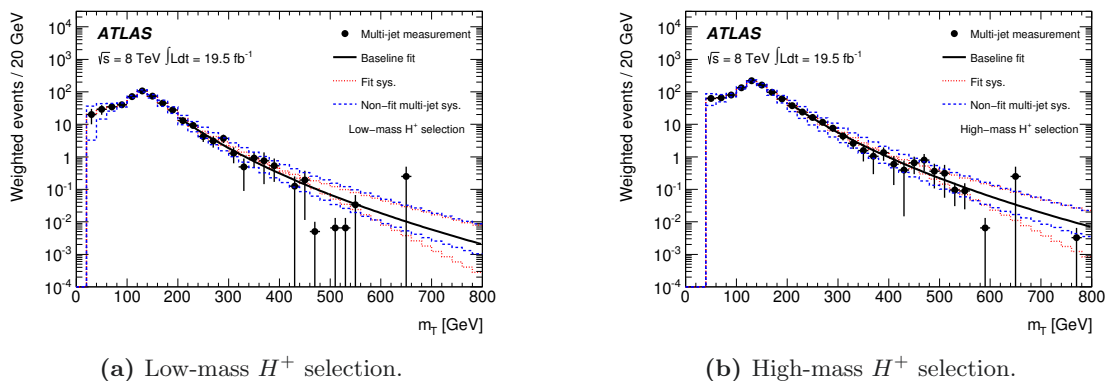 Weighted events / 20 GeV
10⁴
10³
10²
10
1
10⁻¹
10⁻²
10⁻³
10⁻⁴
ATLAS
√s = 8 TeV ∫Ldt = 19.5 fb⁻¹
Multi-jet measurement
Baseline fit
Fit sys.
Non-fit multi-jet sys.
Low-mass H⁺ selection
0 100 200 300 400 500 600 700 800
m_T [GeV]
(a) Low-mass H⁺ selection.
Weighted events / 20 GeV
10⁴
10³
10²
10
1
10⁻¹
10⁻²
10⁻³
10⁻⁴
ATLAS
√s = 8 TeV ∫Ldt = 19.5 fb⁻¹
Multi-jet measurement
Baseline fit
Fit sys.
Non-fit multi-jet sys.
High-mass H⁺ selection
0 100 200 300 400 500 600 700 800
m_T [GeV]
(b) High-mass H⁺ selection.